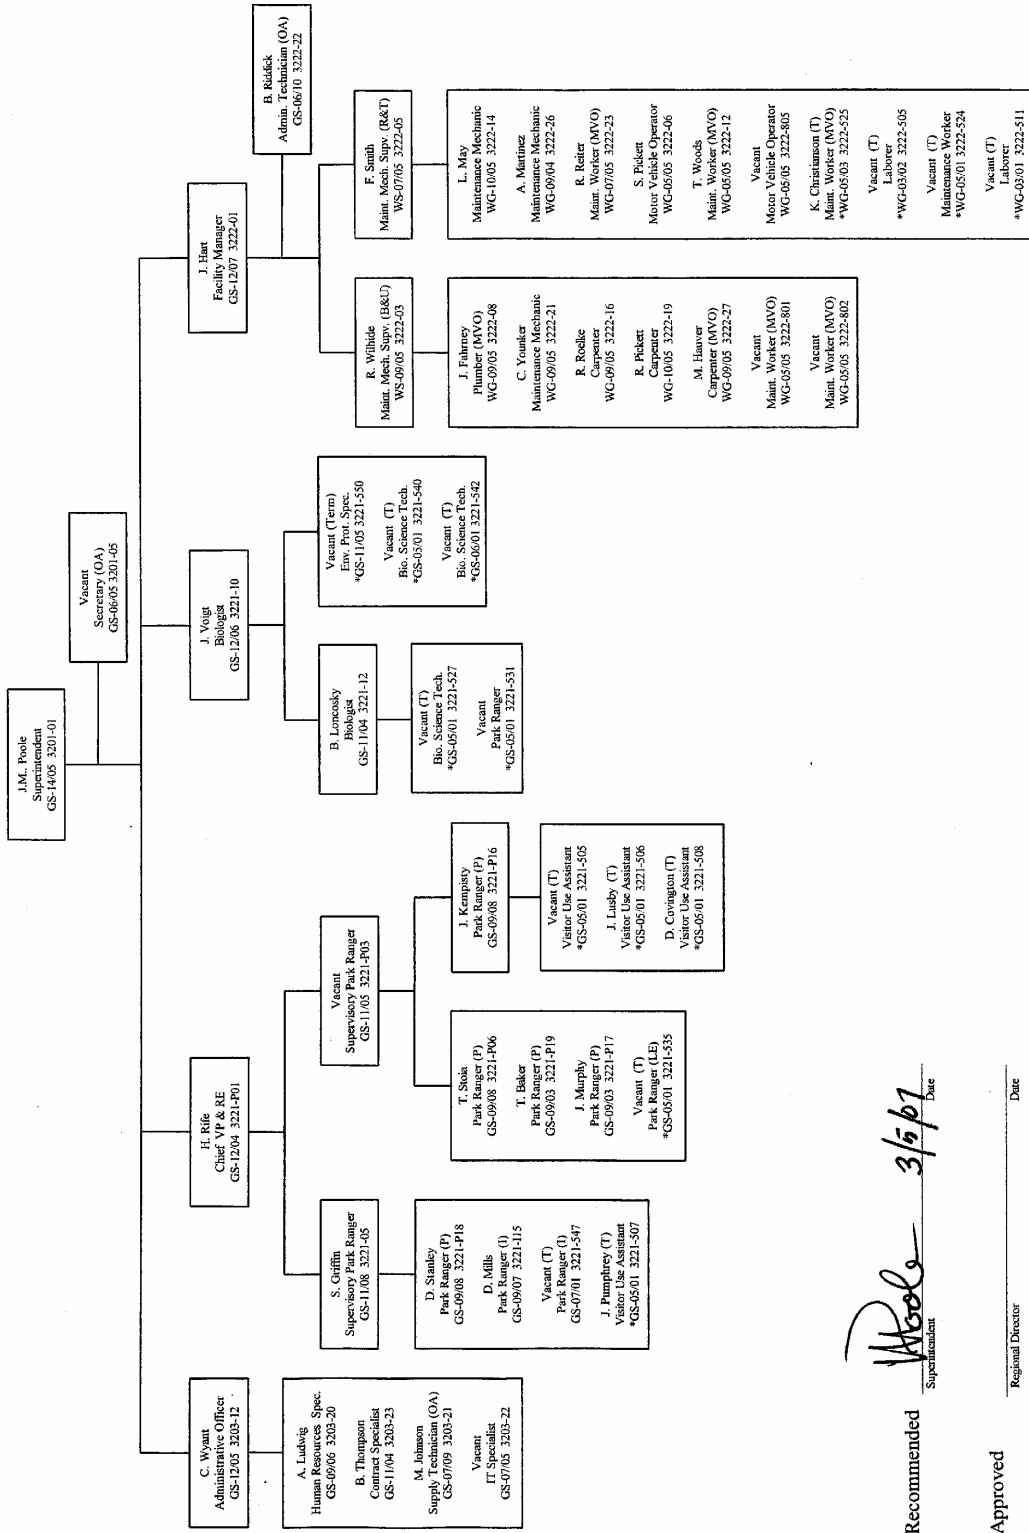 J.M.. Poole
Superintendent
GS-14/05 3201-01
Vacant
Secretary (OA)
GS-06/05 3201-05
C. Wyant
Administrative Officer
GS-12/05 3203-12
A. Ludwig
Human Resources Spec.
GS-09/06 3203-20
B. Thompson
Contract Specialist
GS-11/04 3203-23
M. Johnson
Supply Technician (OA)
GS-07/09 3203-21
Vacant
IT Specialist
GS-07/05 3203-22
H. Rife
Chief VP & RE
GS-12/04 3221-P01
S. Griffin
Supervisory Park Ranger
GS-11/08 3221-05
D. Stanley
Park Ranger (P)
GS-09/08 3221-P18
D. Mills
Park Ranger (I)
GS-09/07 3221-I15
Vacant (T)
Park Ranger (I)
GS-07/01 3221-547
J. Pumphrey (T)
Visitor Use Assistant
*GS-05/01 3221-507
Vacant
Supervisory Park Ranger
GS-11/05 3221-P03
T. Stoia
Park Ranger (P)
GS-09/08 3221-P06
T. Baker
Park Ranger (P)
GS-09/03 3221-P19
J. Murphy
Park Ranger (P)
GS-09/03 3221-P17
Vacant (T)
Park Ranger (LE)
*GS-05/01 3221-535
J. Kempisty
Park Ranger (P)
GS-09/08 3221-P16
Vacant (T)
Visitor Use Assistant
*GS-05/01 3221-505
J. Lusby (T)
Visitor Use Assistant
*GS-05/01 3221-506
D. Covington (T)
Visitor Use Assistant
*GS-05/01 3221-508
J. Voigt
Biologist
GS-12/06 3221-10
B. Loncosky
Biologist
GS-11/04 3221-12
Vacant (T)
Bio. Science Tech.
*GS-05/01 3221-527
Vacant
Park Ranger
*GS-05/01 3221-531
Vacant (Term)
Env. Prot. Spec.
*GS-11/05 3221-550
Vacant (T)
Bio. Science Tech.
*GS-05/01 3221-540
Vacant (T)
Bio. Science Tech.
*GS-06/01 3221-542
J. Hart
Facility Manager
GS-12/07 3222-01
B. Riddick
Admin. Technician (OA)
GS-06/10 3222-22
R. Wilhide
Maint. Mech. Supv. (B&U)
WS-09/05 3222-03
J. Fahrney
Plumber (MVO)
WG-09/05 3222-08
C. Younker
Maintenance Mechanic
WG-09/05 3222-21
R. Roelke
Carpenter
WG-09/05 3222-16
R. Pickett
Carpenter
WG-10/05 3222-19
M. Hauver
Carpenter (MVO)
WG-09/05 3222-27
Vacant
Maint. Worker (MVO)
WG-05/05 3222-801
Vacant
Maint. Worker (MVO)
WG-05/05 3222-802
F. Smith
Maint. Mech. Supv. (R&T)
WS-07/05 3222-05
L. May
Maintenance Mechanic
WG-10/05 3222-14
A. Martinez
Maintenance Mechanic
WG-09/04 3222-26
R. Reiter
Maint. Worker (MVO)
WG-07/05 3222-23
S. Pickett
Motor Vehicle Operator
WG-05/05 3222-06
T. Woods
Maint. Worker (MVO)
WG-05/05 3222-12
Vacant
Motor Vehicle Operator
WG-05/05 3222-805
K. Christianson (T)
Maint. Worker (MVO)
*WG-05/03 3222-525
Vacant (T)
Laborer
*WG-03/02 3222-505
Vacant (T)
Maintenance Worker
*WG-05/01 3222-524
Vacant (T)
Laborer
*WG-03/01 3222-511
Recommended Poole 3/5/07
Superintendent Date
Approved
Regional Director Date